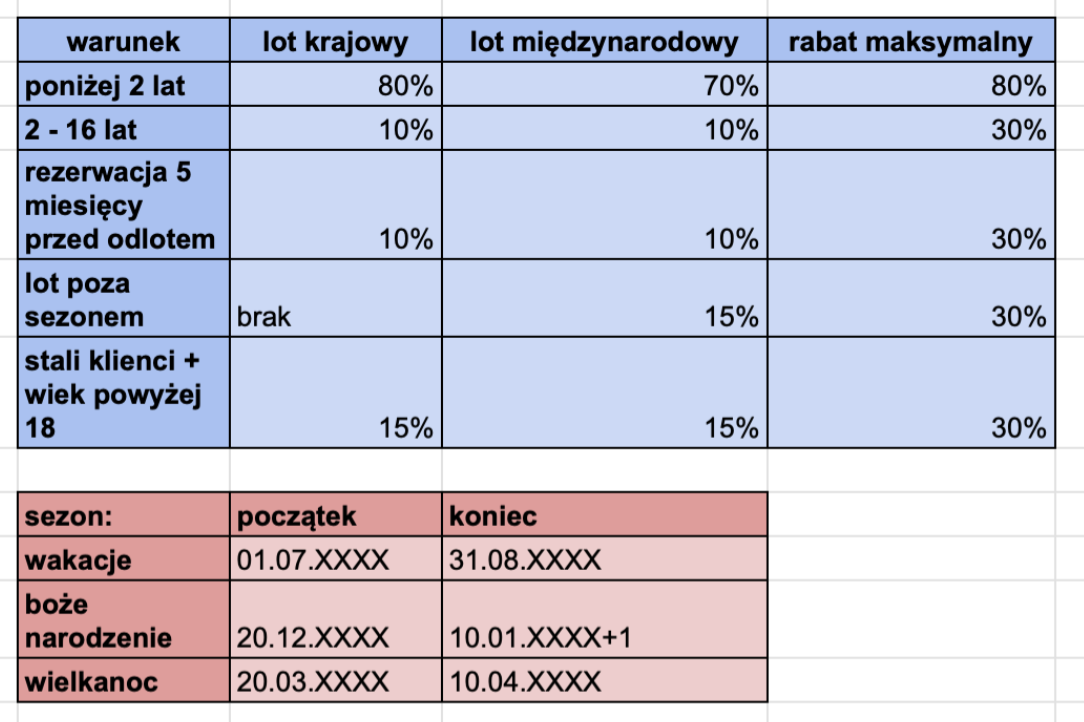 warunek lot krajowy lot międzynarodowy rabat maksymalny
poniżej 2 lat 80% 70% 80%
2 - 16 lat 10% 10% 30%
rezerwacja 5
miesięcy
przed odlotem 10% 10% 30%
lot poza
sezonem brak 15% 30%
stali klienci +
wiek powyżej
18 15% 15% 30%
sezon: początek koniec
wakacje 01.07.XXXX 31.08.XXXX
boże
narodzenie 20.12.XXXX 10.01.XXXX+1
wielkanoc 20.03.XXXX 10.04.XXXX